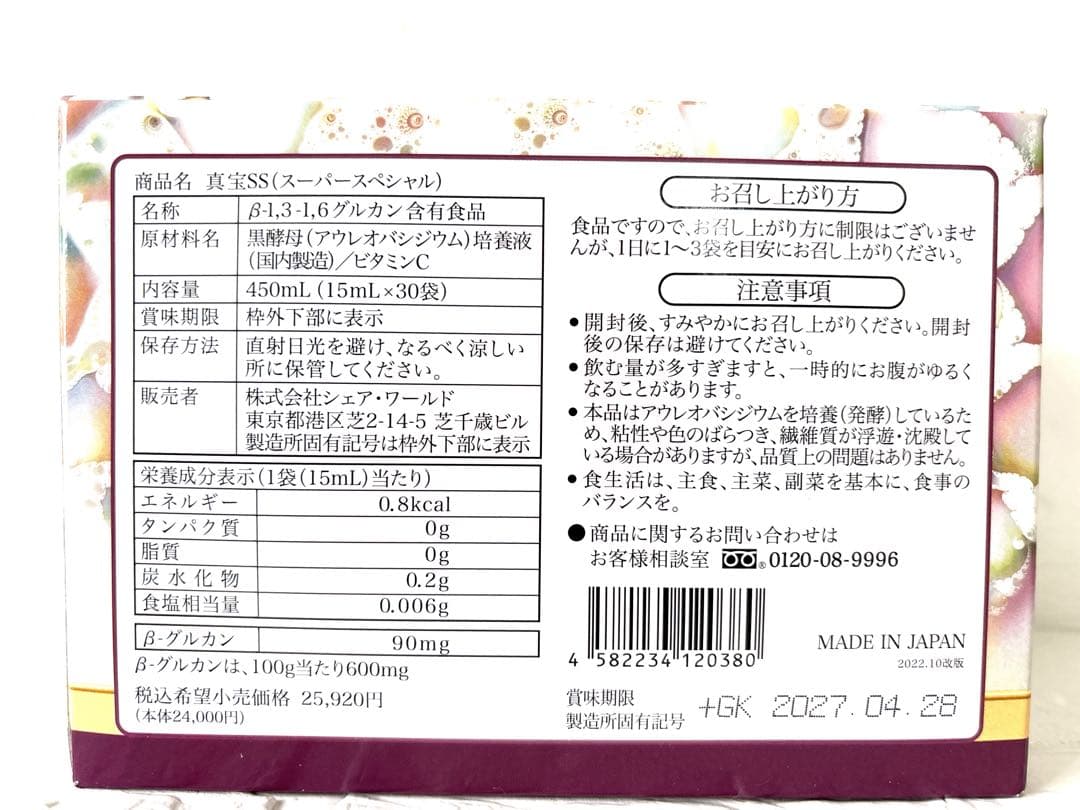 商品名 真宝SS(スーパースペシャル)
名称 β-1,3-1,6グルカン含有食品
原材料名 黒酵母(アウレオバシジウム)培養液
(国内製造)/ビタミンC
内容量 450mL (15mL×30袋)
賞味期限 枠外下部に表示
保存方法 直射日光を避け、なるべく涼しい
所に保管してください。
販売者 株式会社シェア・ワールド
東京都港区芝2-14-5 芝千歳ビル
製造所固有記号は枠外下部に表示
栄養成分表示(1袋(15mL)当たり)
エネルギー 0.8kcal
タンパク質 0g
脂質 0g
炭水化物 0.2g
食塩相当量 0.006g
β-グルカン 90mg
β-グルカンは、100g当たり600mg
税込希望小売価格 25,920円
(本体24,000円)
お召し上がり方
食品ですので、お召し上がり方に制限はございませ
んが、1日に1〜3袋を目安にお召し上がりください。
注意事項
●開封後、すみやかにお召し上がりください。開封
後の保存は避けてください。
●飲む量が多すぎますと、一時的にお腹がゆるく
なることがあります。
●本品はアウレオバシジウムを培養(発酵)しているた
め、粘性や色のばらつき、繊維質が浮遊・沈殿して
いる場合がありますが、品質上の問題はありません。
●食生活は、主食、主菜、副菜を基本に、食事の
バランスを。
●商品に関するお問い合わせは
お客様相談室 ® 0120-08-9996
4 582234 120380
MADE IN JAPAN
2022.10改版
賞味期限
製造所固有記号 +GK 2027.04.28